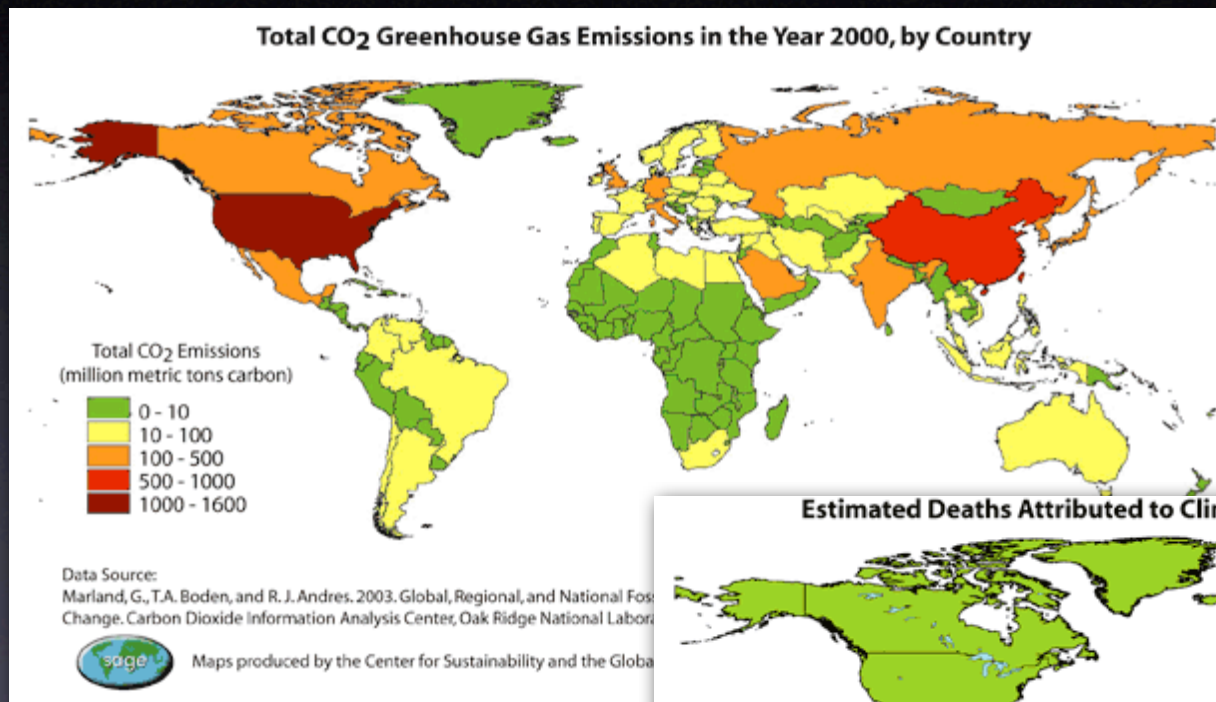 Total CO2 Greenhouse Gas Emissions in the Year 2000, by Country
Total CO2 Emissions
(million metric tons carbon)
0 - 10
10 - 100
100 - 500
500 - 1000
1000 - 1600
Estimated Deaths Attributed to Cli
Data Source:
Marland, G., T.A. Boden, and R. J. Andres. 2003. Global, Regional, and National Fos
Change. Carbon Dioxide Information Analysis Center, Oak Ridge National Labora
sage
Maps produced by the Center for Sustainability and the Globa